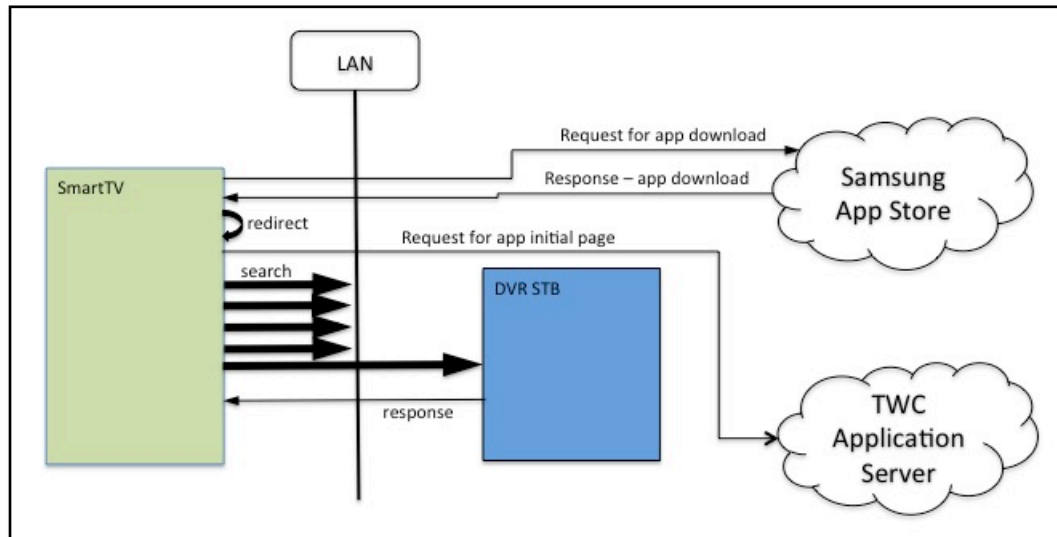 LAN
Request for app download
SmartTV
Response – app download
Samsung
App Store
redirect
Request for app initial page
search
DVR STB
response
TWC
Application
Server